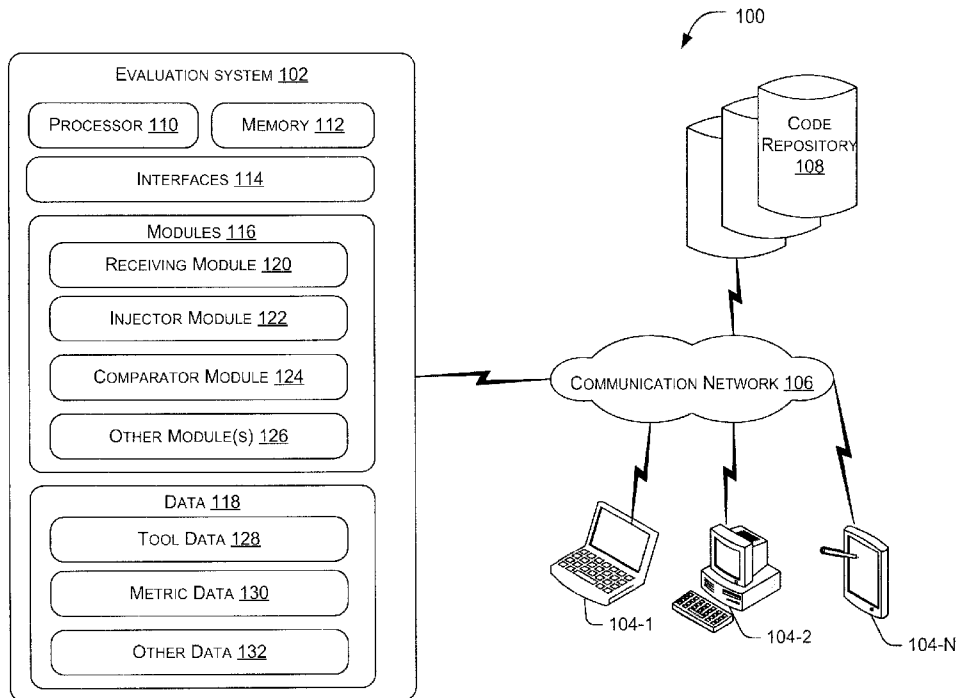 100
EVALUATION SYSTEM 102
PROCESSOR 110
MEMORY 112
INTERFACES 114
MODULES 116
RECEIVING MODULE 120
INJECTOR MODULE 122
COMPARATOR MODULE 124
OTHER MODULE(S) 126
DATA 118
TOOL DATA 128
METRIC DATA 130
OTHER DATA 132
CODE
REPOSITORY
108
COMMUNICATION NETWORK 106
104-1
104-2
104-N